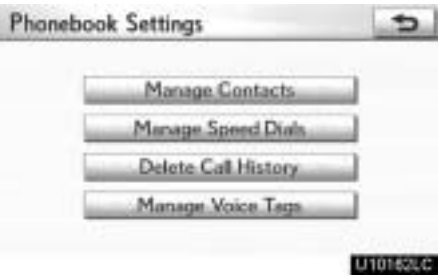 Phonebook Settings
Manage Contacts
Manage Speed Dials
Delete Call History
Manage Voice Tags
U10162LC